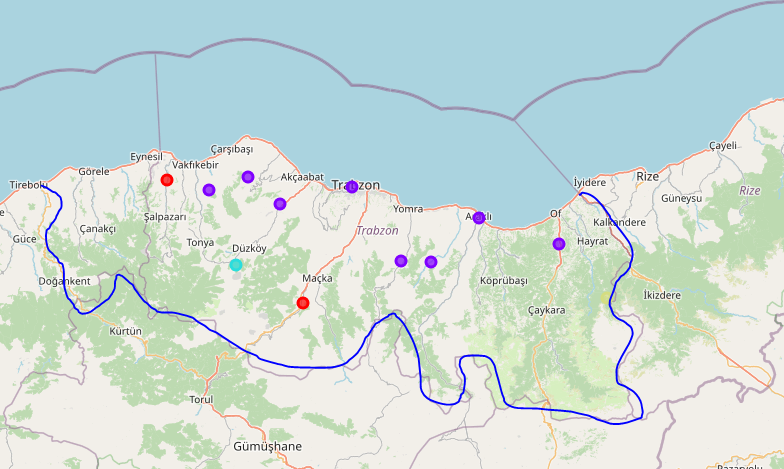 Çayeli
Çarşıbaşı
Eynesil
Vakfıkebir
Görele
Akçaabat
Rize
İyidere
Tirebolu
Trabzon
Rize
Güneysu
Yomra
Of
Araklı
Şalpazarı
Kalkandere
Çanakçı
Trabzon
Güce
Tonya
Düzköy
Hayrat
Maçka
Köprübaşı
Doğankent
İkizdere
Çaykara
Kürtün
Torul
Gümüşhane